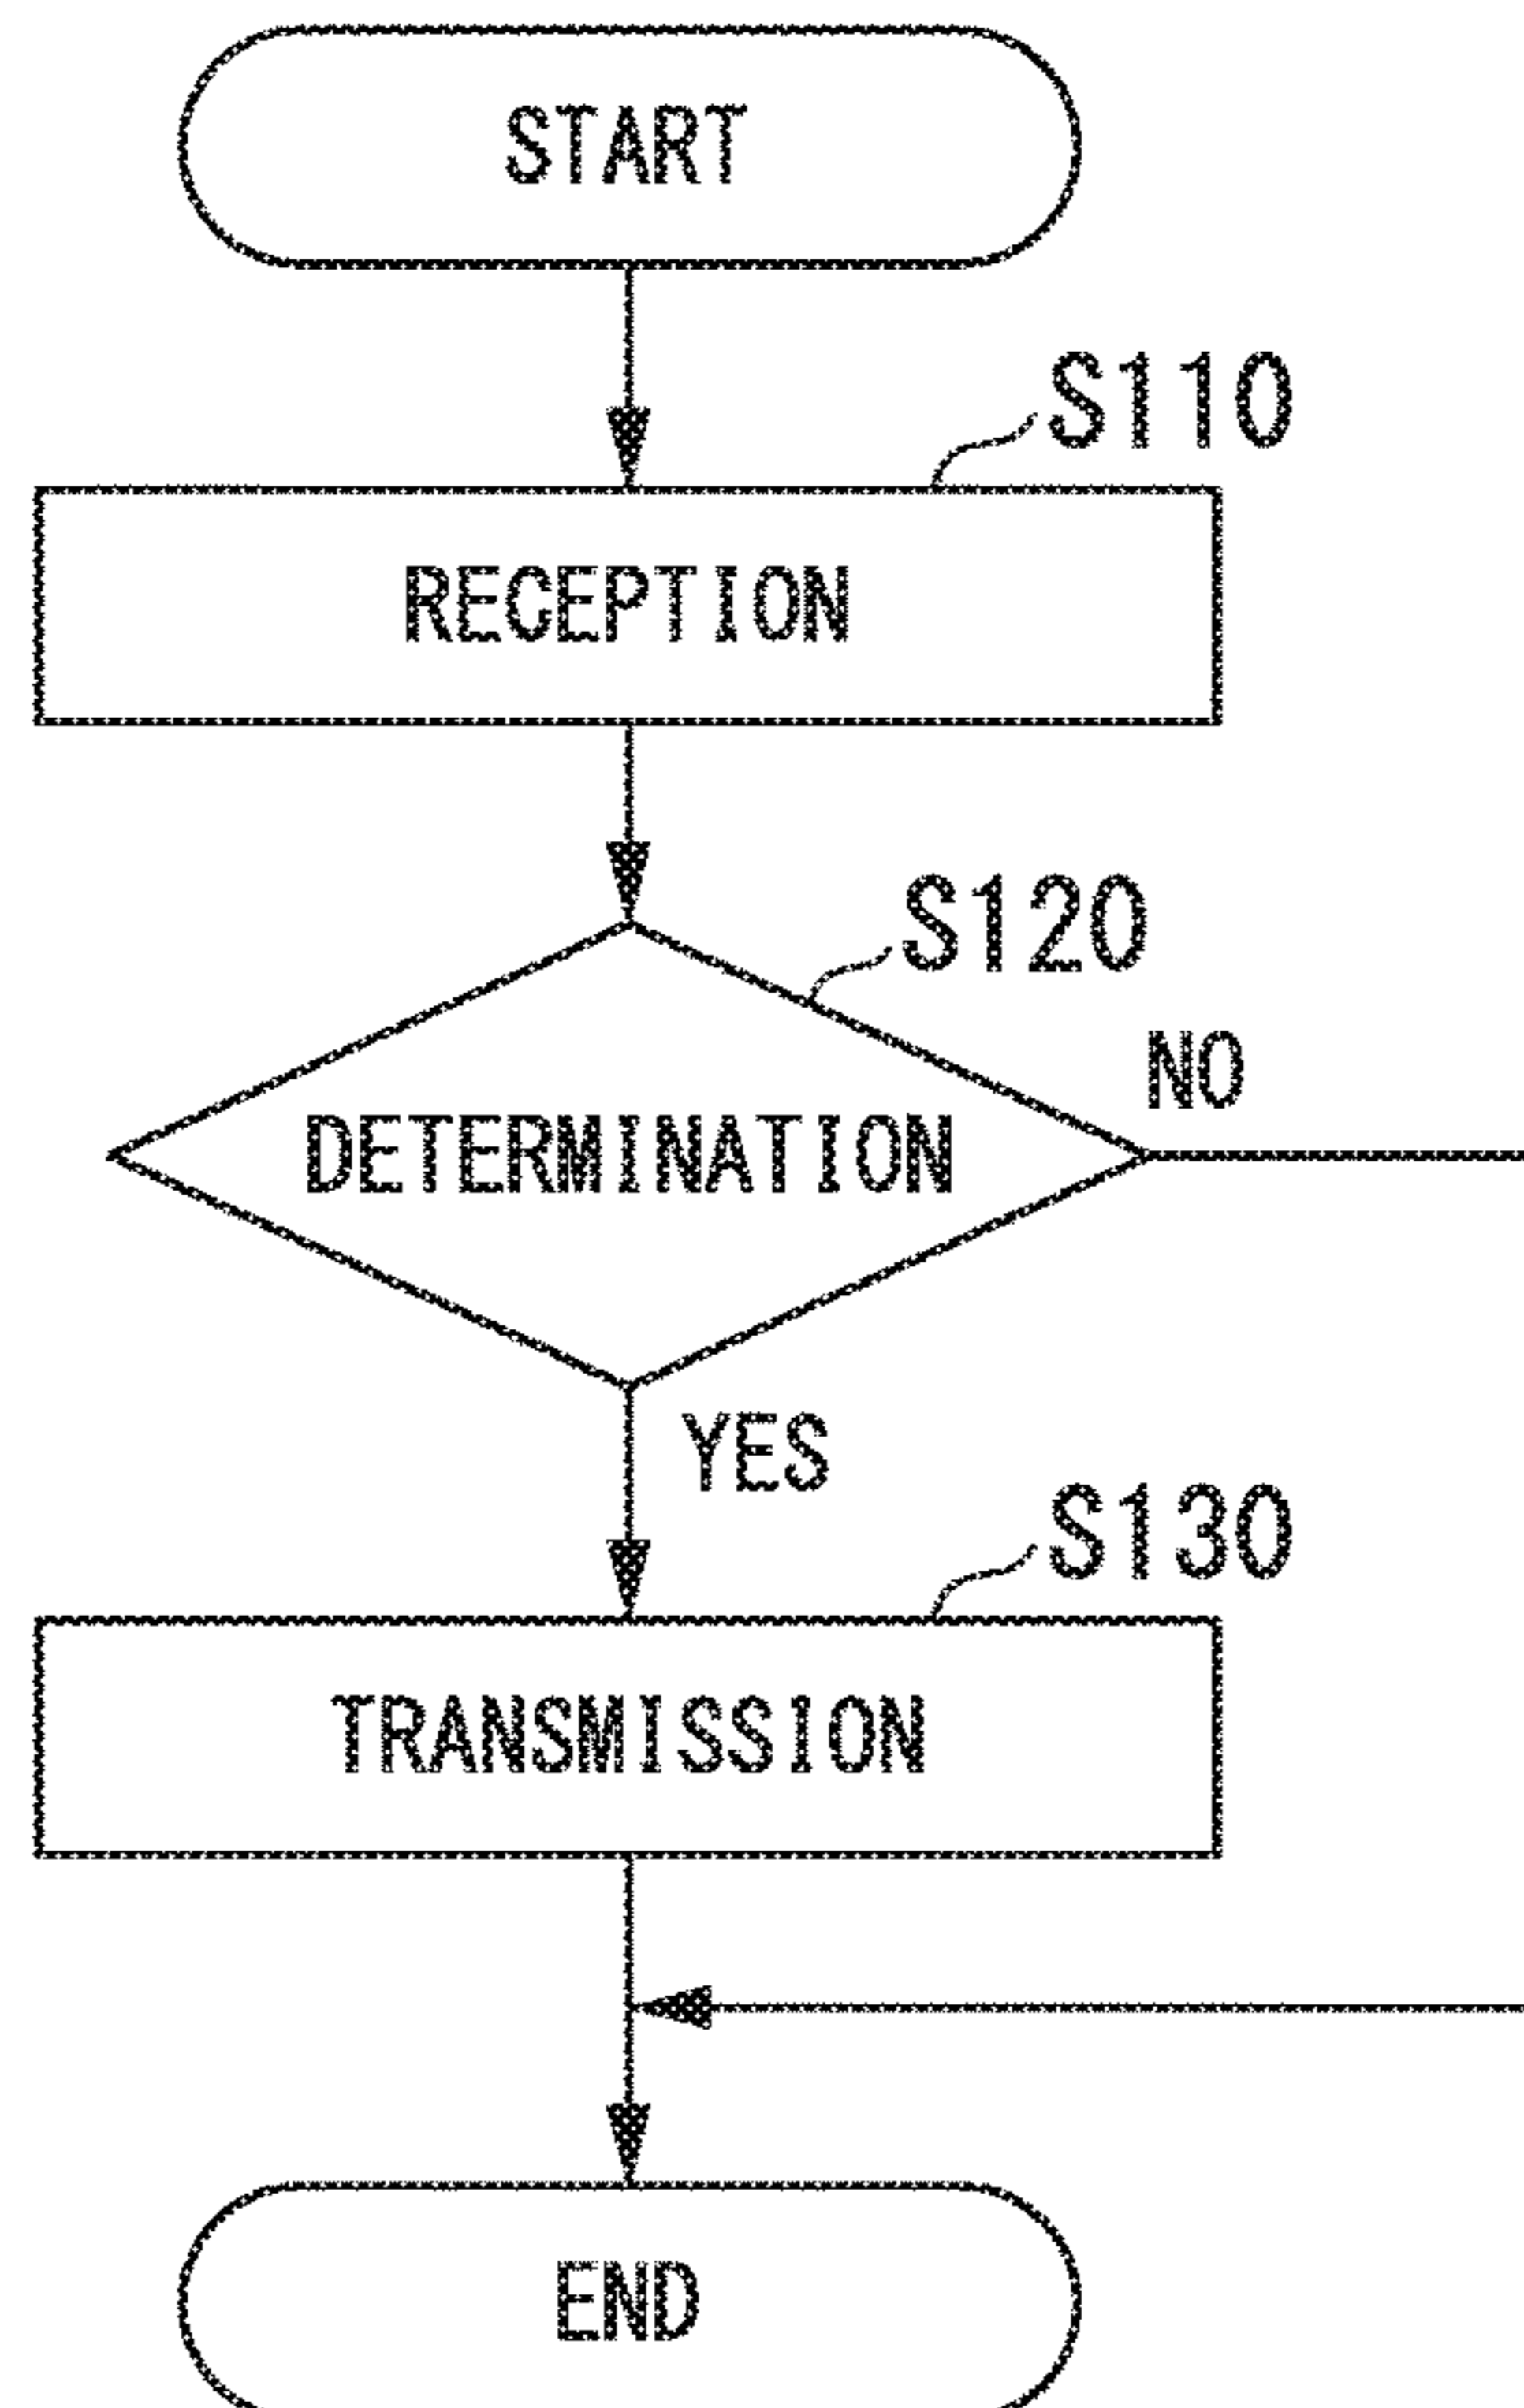 START
S110
RECEPTION
S120
NO
DETERMINATION
YES
S130
TRANSMISSION
END